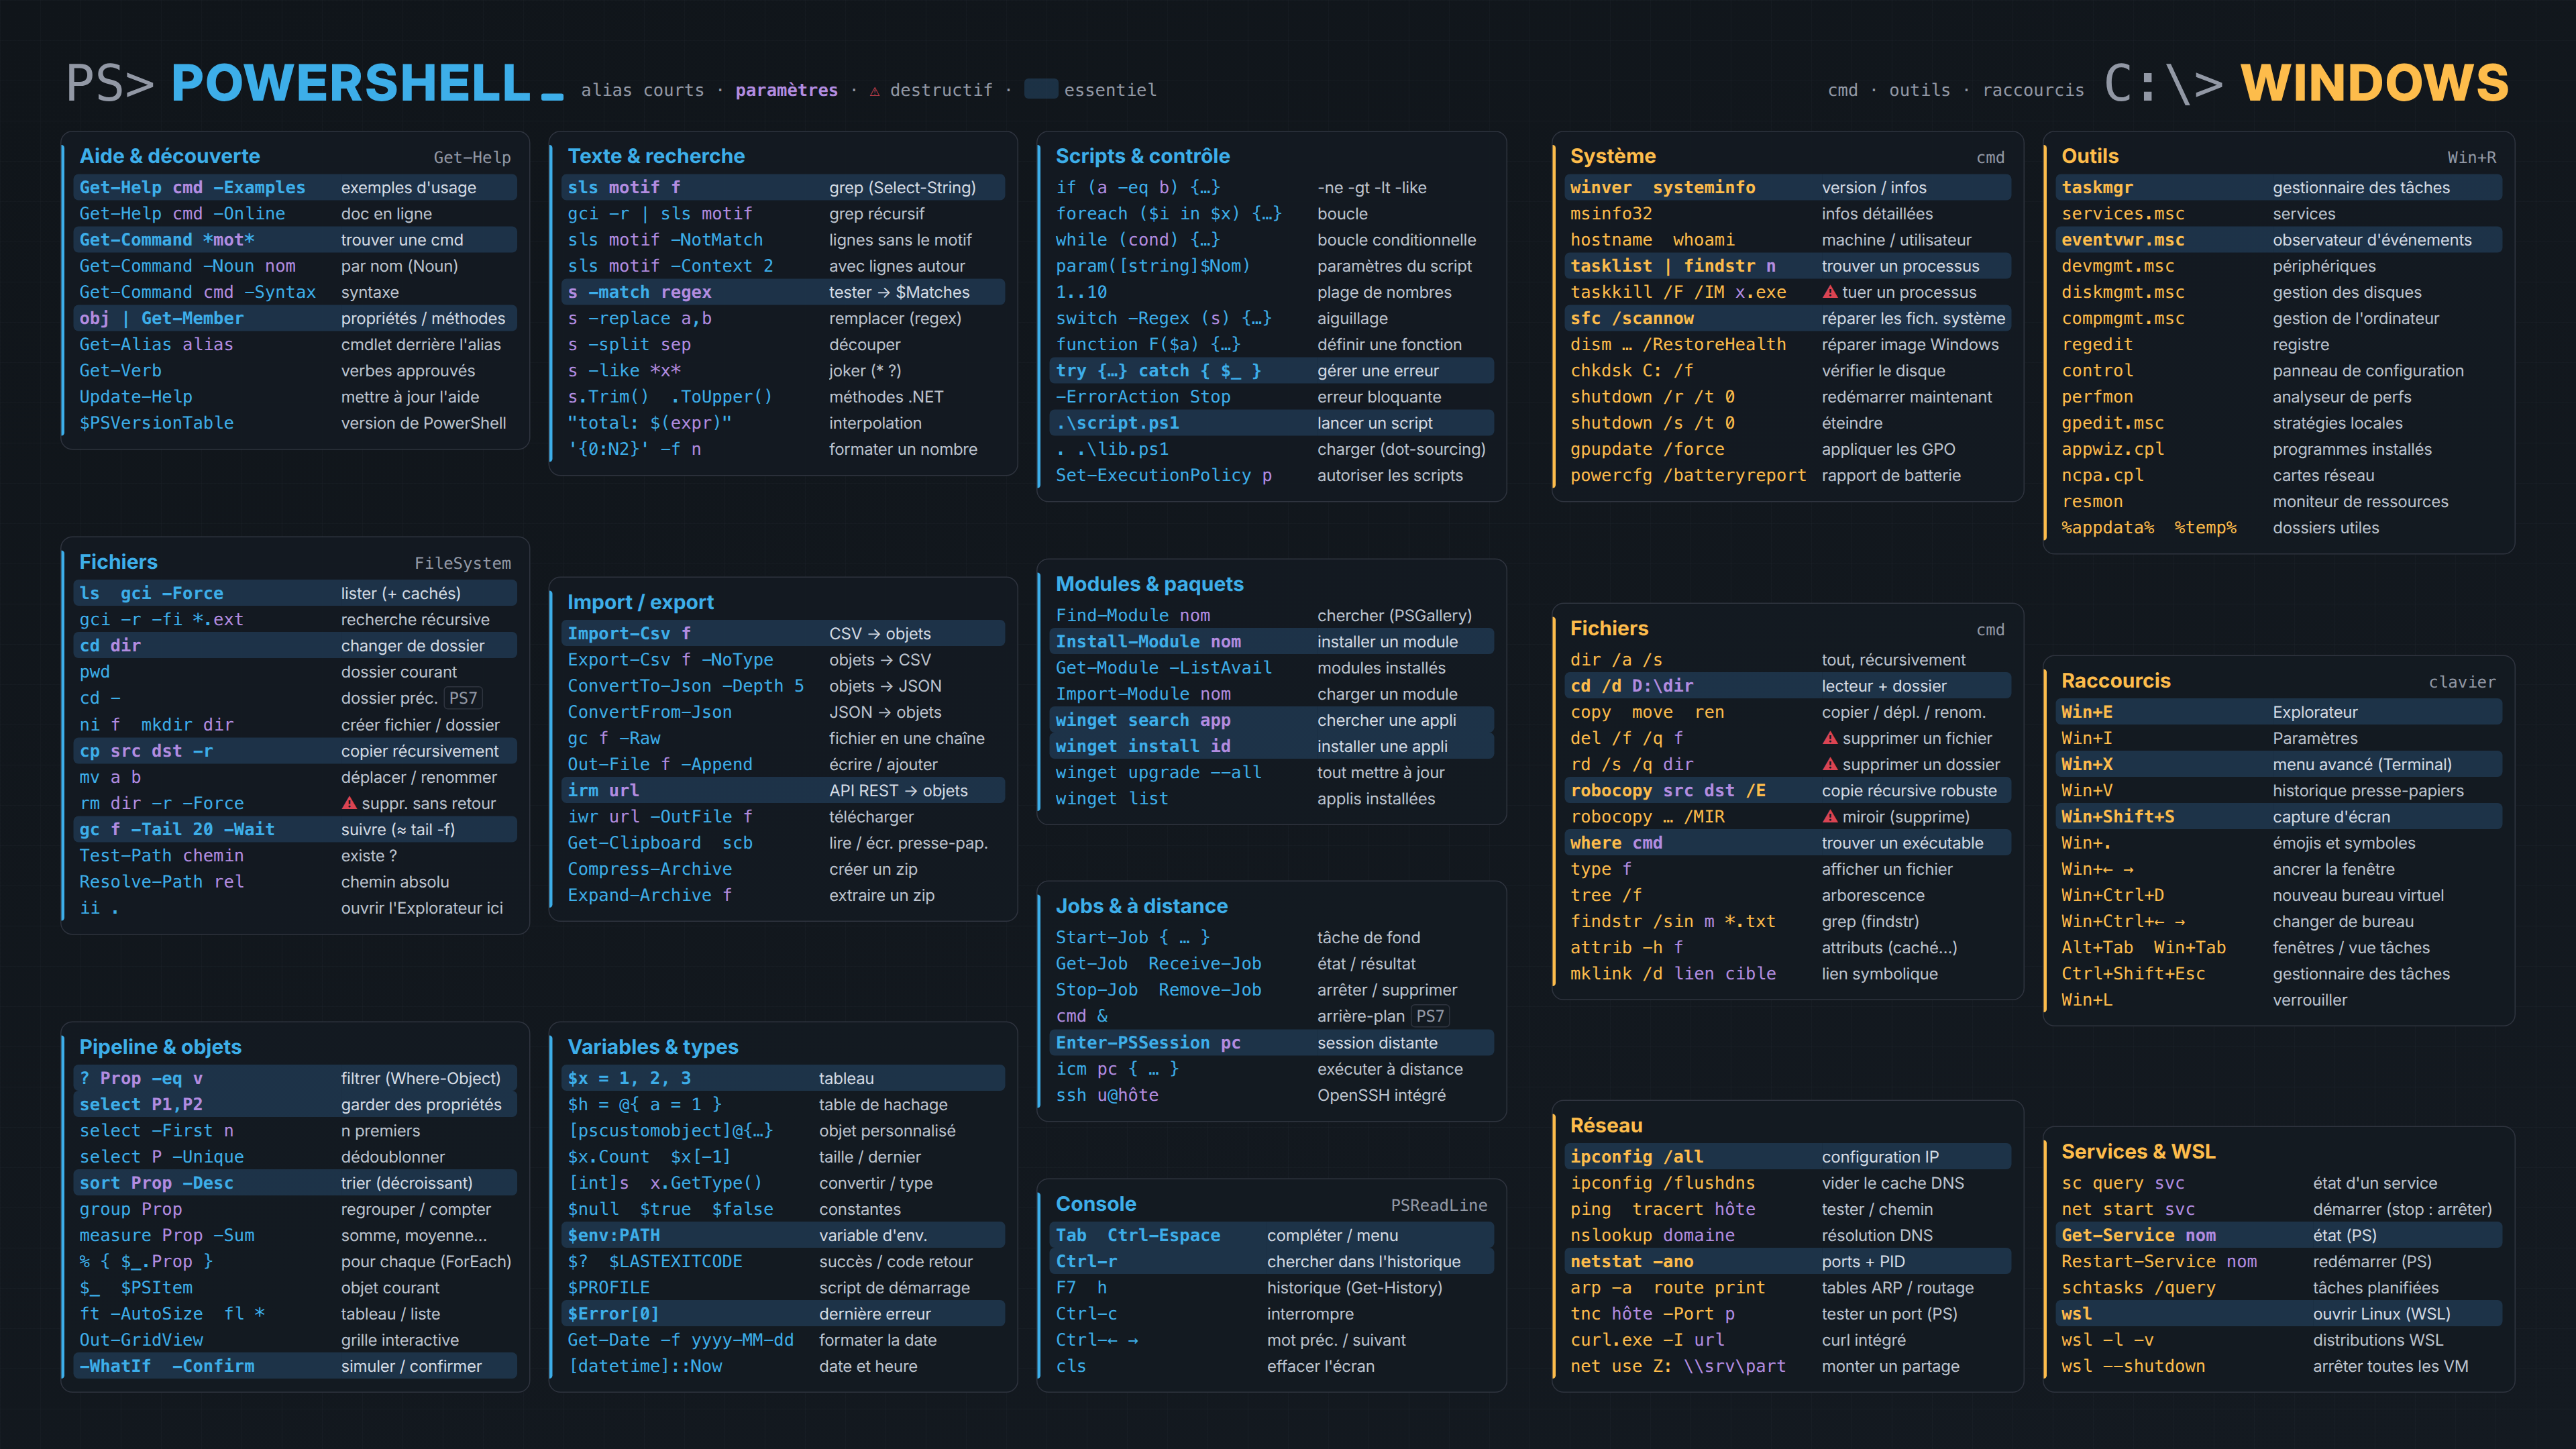 PS> POWERSHELL_ alias courts · paramètres · ⚠ destructif · essentiel
cmd · outils · raccourcis C:\> WINDOWS
Aide & découverte Get-Help
Get-Help cmd -Examples exemples d'usage
Get-Help cmd -Online doc en ligne
Get-Command *mot* trouver une cmd
Get-Command -Noun nom par nom (Noun)
Get-Command cmd -Syntax syntaxe
obj | Get-Member propriétés / méthodes
Get-Alias alias cmdlet derrière l'alias
Get-Verb verbes approuvés
Update-Help mettre à jour l'aide
$PSVersionTable version de PowerShell
Fichiers FileSystem
ls gci -Force lister (+ cachés)
gci -r -fi *.ext recherche récursive
cd dir changer de dossier
pwd dossier courant
cd - dossier préc. PS7
ni f mkdir dir créer fichier / dossier
cp src dst -r copier récursivement
mv a b déplacer / renommer
rm dir -r -Force ⚠ suppr. sans retour
gc f -Tail 20 -Wait suivre (≈ tail -f)
Test-Path chemin existe ?
Resolve-Path rel chemin absolu
ii . ouvrir l'Explorateur ici
Pipeline & objets
? Prop -eq v filtrer (Where-Object)
select P1,P2 garder des propriétés
select -First n n premiers
select P -Unique dédoublonner
sort Prop -Desc trier (décroissant)
group Prop regrouper / compter
measure Prop -Sum somme, moyenne…
% { $_.Prop } pour chaque (ForEach)
$_ $PSItem objet courant
ft -AutoSize fl * tableau / liste
Out-GridView grille interactive
-WhatIf -Confirm simuler / confirmer
Texte & recherche
sls motif f grep (Select-String)
gci -r | sls motif grep récursif
sls motif -NotMatch lignes sans le motif
sls motif -Context 2 avec lignes autour
s -match regex tester → $Matches
s -replace a,b remplacer (regex)
s -split sep découper
s -like *x* joker (* ?)
s.Trim() .ToUpper() méthodes .NET
"total: $(expr)" interpolation
'{0:N2}' -f n formater un nombre
Import / export
Import-Csv f CSV → objets
Export-Csv f -NoType objets → CSV
ConvertTo-Json -Depth 5 objets → JSON
ConvertFrom-Json JSON → objets
gc f -Raw fichier en une chaîne
Out-File f -Append écrire / ajouter
irm url API REST → objets
iwr url -OutFile f télécharger
Get-Clipboard scb lire / écr. presse-pap.
Compress-Archive créer un zip
Expand-Archive f extraire un zip
Variables & types
$x = 1, 2, 3 tableau
$h = @{ a = 1 } table de hachage
[pscustomobject]@{…} objet personnalisé
$x.Count $x[-1] taille / dernier
[int]s x.GetType() convertir / type
$null $true $false constantes
$env:PATH variable d'env.
$? $LASTEXITCODE succès / code retour
$PROFILE script de démarrage
$Error[0] dernière erreur
Get-Date -f yyyy-MM-dd formater la date
[datetime]::Now date et heure
Scripts & contrôle
if (a -eq b) {…} -ne -gt -lt -like
foreach ($i in $x) {…} boucle
while (cond) {…} boucle conditionnelle
param([string]$Nom) paramètres du script
1..10 plage de nombres
switch -Regex (s) {…} aiguillage
function F($a) {…} définir une fonction
try {…} catch { $_ } gérer une erreur
-ErrorAction Stop erreur bloquante
.\script.ps1 lancer un script
. .\lib.ps1 charger (dot-sourcing)
Set-ExecutionPolicy p autoriser les scripts
Modules & paquets
Find-Module nom chercher (PSGallery)
Install-Module nom installer un module
Get-Module -ListAvail modules installés
Import-Module nom charger un module
winget search app chercher une appli
winget install id installer une appli
winget upgrade --all tout mettre à jour
winget list applis installées
Jobs & à distance
Start-Job { … } tâche de fond
Get-Job Receive-Job état / résultat
Stop-Job Remove-Job arrêter / supprimer
cmd & arrière-plan PS7
Enter-PSSession pc session distante
icm pc { … } exécuter à distance
ssh u@hôte OpenSSH intégré
Console PSReadLine
Tab Ctrl-Espace compléter / menu
Ctrl-r chercher dans l'historique
F7 h historique (Get-History)
Ctrl-c interrompre
Ctrl-← → mot préc. / suivant
cls effacer l'écran
Système cmd
winver systeminfo version / infos
msinfo32 infos détaillées
hostname whoami machine / utilisateur
tasklist | findstr n trouver un processus
taskkill /F /IM x.exe ⚠ tuer un processus
sfc /scannow réparer les fich. système
dism … /RestoreHealth réparer image Windows
chkdsk C: /f vérifier le disque
shutdown /r /t 0 redémarrer maintenant
shutdown /s /t 0 éteindre
gpupdate /force appliquer les GPO
powercfg /batteryreport rapport de batterie
Fichiers cmd
dir /a /s tout, récursivement
cd /d D:\dir lecteur + dossier
copy move ren copier / dépl. / renom.
del /f /q f ⚠ supprimer un fichier
rd /s /q dir ⚠ supprimer un dossier
robocopy src dst /E copie récursive robuste
robocopy … /MIR ⚠ miroir (supprime)
where cmd trouver un exécutable
type f afficher un fichier
tree /f arborescence
findstr /sin m *.txt grep (findstr)
attrib -h f attributs (caché…)
mklink /d lien cible lien symbolique
Réseau
ipconfig /all configuration IP
ipconfig /flushdns vider le cache DNS
ping tracert hôte tester / chemin
nslookup domaine résolution DNS
netstat -ano ports + PID
arp -a route print tables ARP / routage
tnc hôte -Port p tester un port (PS)
curl.exe -I url curl intégré
net use Z: \\srv\part monter un partage
Outils Win+R
taskmgr gestionnaire des tâches
services.msc services
eventvwr.msc observateur d'événements
devmgmt.msc périphériques
diskmgmt.msc gestion des disques
compmgmt.msc gestion de l'ordinateur
regedit registre
control panneau de configuration
perfmon analyseur de perfs
gpedit.msc stratégies locales
appwiz.cpl programmes installés
ncpa.cpl cartes réseau
resmon moniteur de ressources
%appdata% %temp% dossiers utiles
Raccourcis clavier
Win+E Explorateur
Win+I Paramètres
Win+X menu avancé (Terminal)
Win+V historique presse-papiers
Win+Shift+S capture d'écran
Win+. émojis et symboles
Win+← → ancrer la fenêtre
Win+Ctrl+D nouveau bureau virtuel
Win+Ctrl+← → changer de bureau
Alt+Tab Win+Tab fenêtres / vue tâches
Ctrl+Shift+Esc gestionnaire des tâches
Win+L verrouiller
Services & WSL
sc query svc état d'un service
net start svc démarrer (stop : arrêter)
Get-Service nom état (PS)
Restart-Service nom redémarrer (PS)
schtasks /query tâches planifiées
wsl ouvrir Linux (WSL)
wsl -l -v distributions WSL
wsl --shutdown arrêter toutes les VM